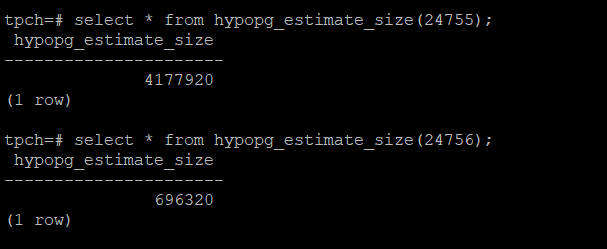 tpch=# select * from hypopg_estimate_size(24755);
 hypopg_estimate_size
----------------------
              4177920
(1 row)

tpch=# select * from hypopg_estimate_size(24756);
 hypopg_estimate_size
----------------------
               696320
(1 row)